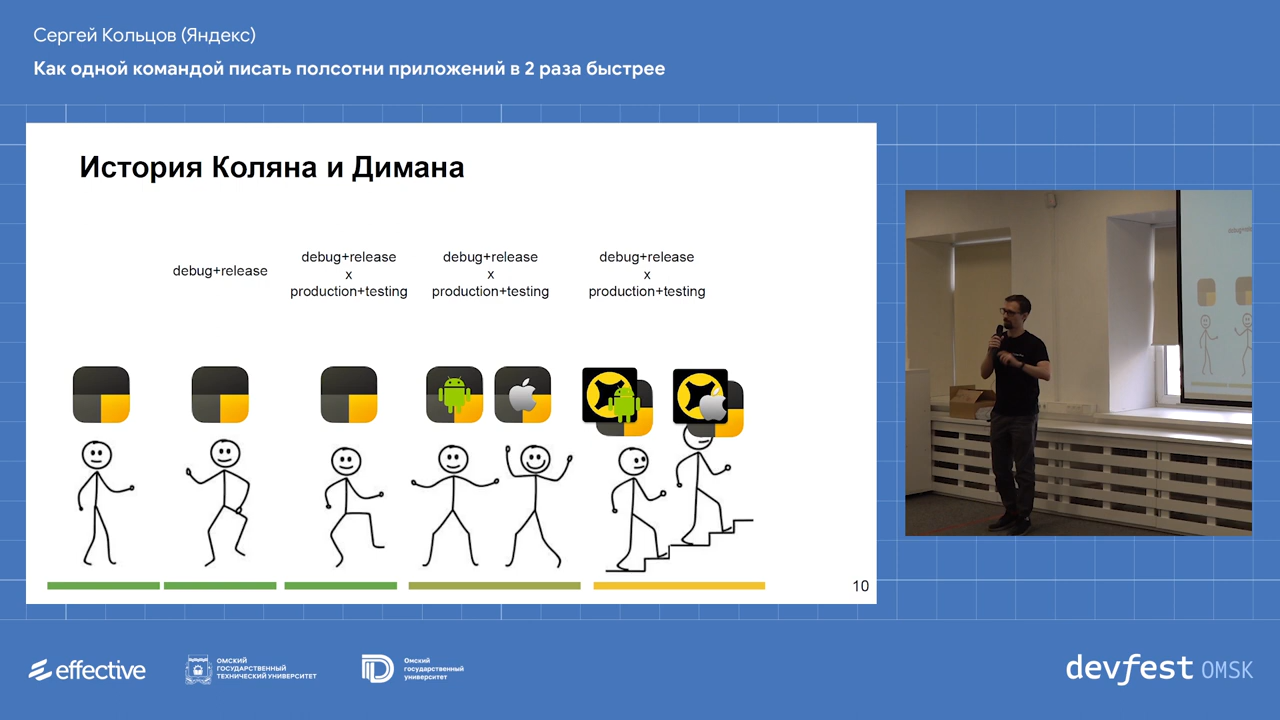 Сергей Кольцов (Яндекс)
Как одной командой писать полсотни приложений в 2 раза быстрее
История Коляна и Димана
debug+release
debug+release
x
production+testing
debug+release
x
production+testing
debug+release
x
production+testing
10
effective
ОМСКИЙ
ГОСУДАРСТВЕННЫЙ
ТЕХНИЧЕСКИЙ УНИВЕРСИТЕТ
Омский
государственный
университет
devfest OMSK